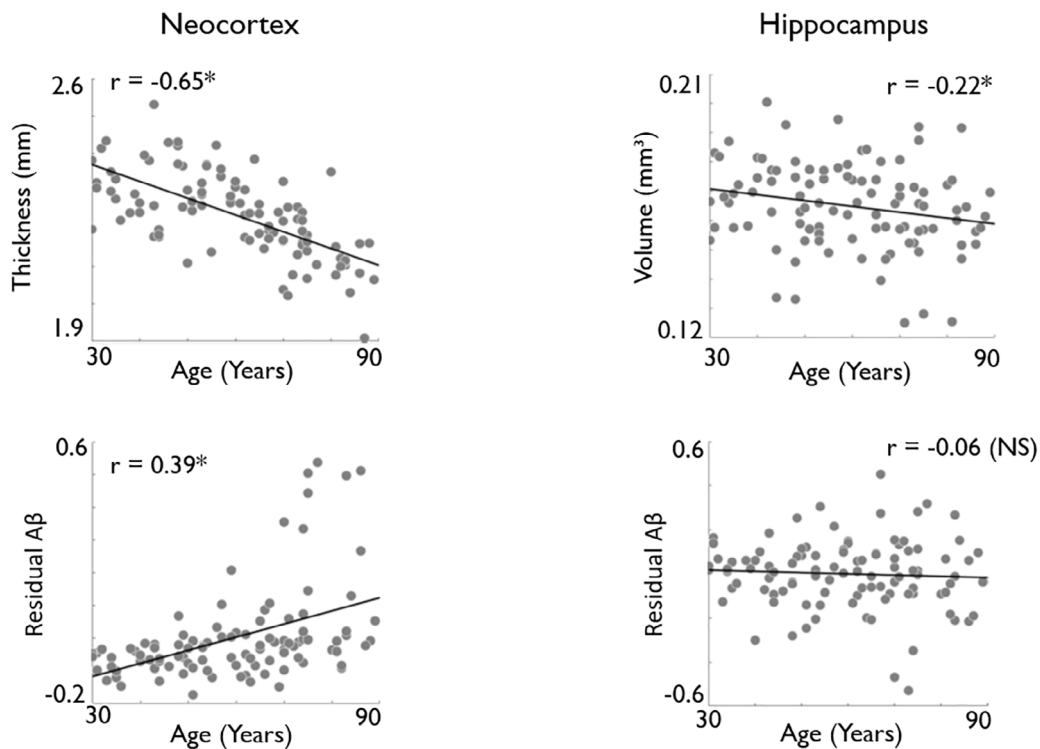 Neocortex
2.6
r = -0.65*
Thickness (mm)
1.9
30
90
Age (Years)
Hippocampus
0.21
r = -0.22*
Volume (mm³)
0.12
30
90
Age (Years)
0.6
r = 0.39*
Residual Aβ
-0.2
30
90
Age (Years)
0.6
r = -0.06 (NS)
Residual Aβ
-0.6
30
90
Age (Years)